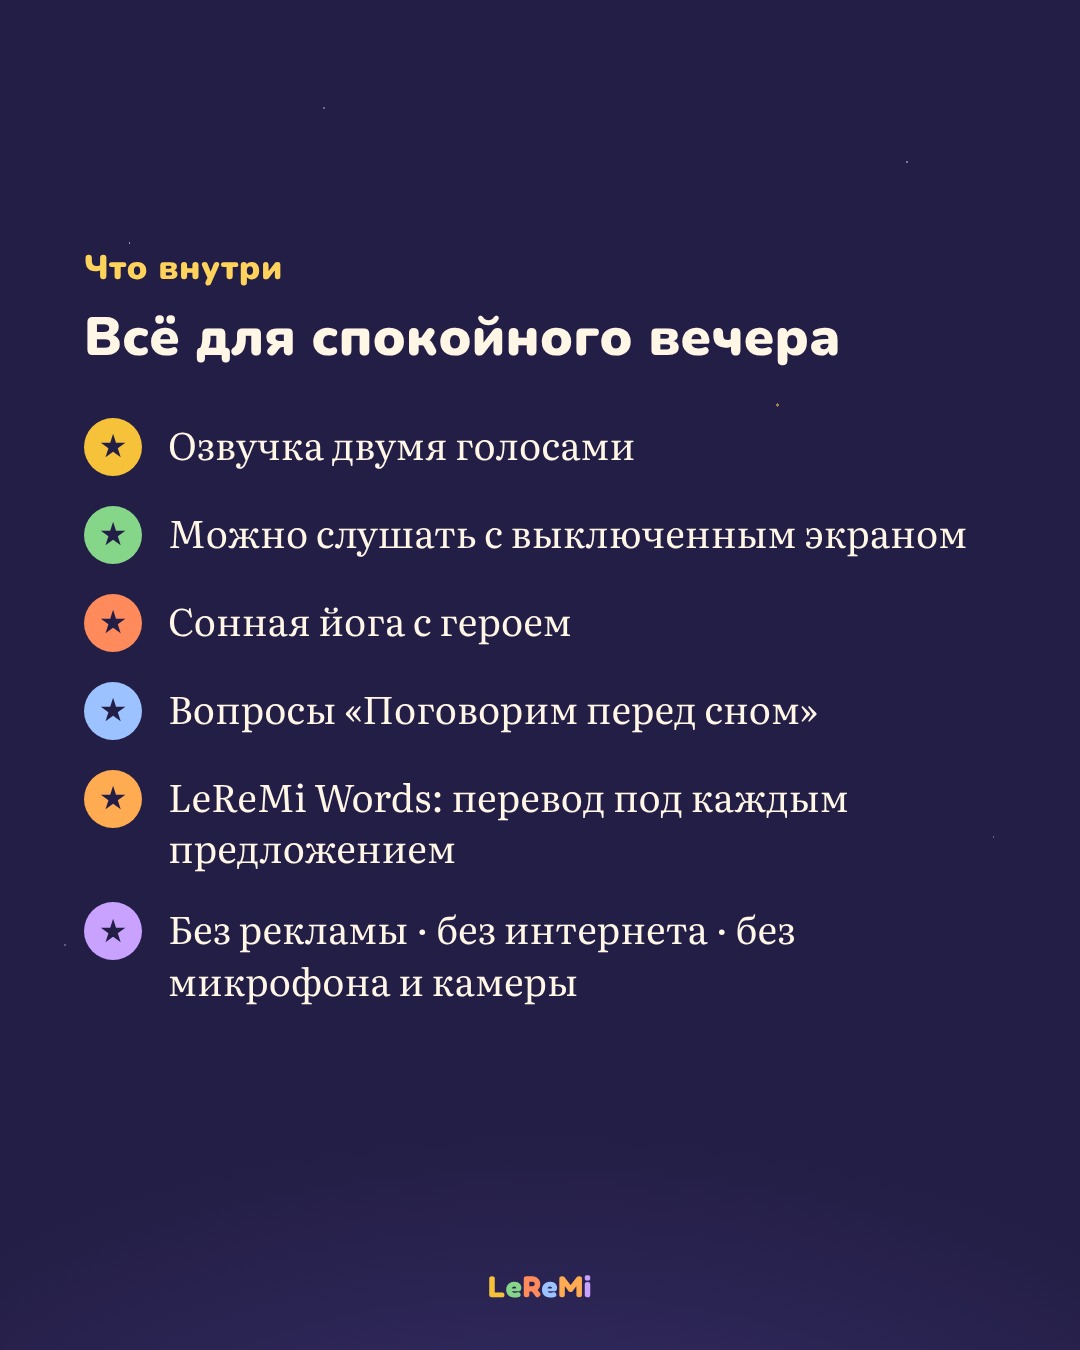 Что внутри
Всё для спокойного вечера
Озвучка двумя голосами
Можно слушать с выключенным экраном
Сонная йога с героем
Вопросы «Поговорим перед сном»
LeReMi Words: перевод под каждым
предложением
Без рекламы · без интернета · без
микрофона и камеры
LeReMi